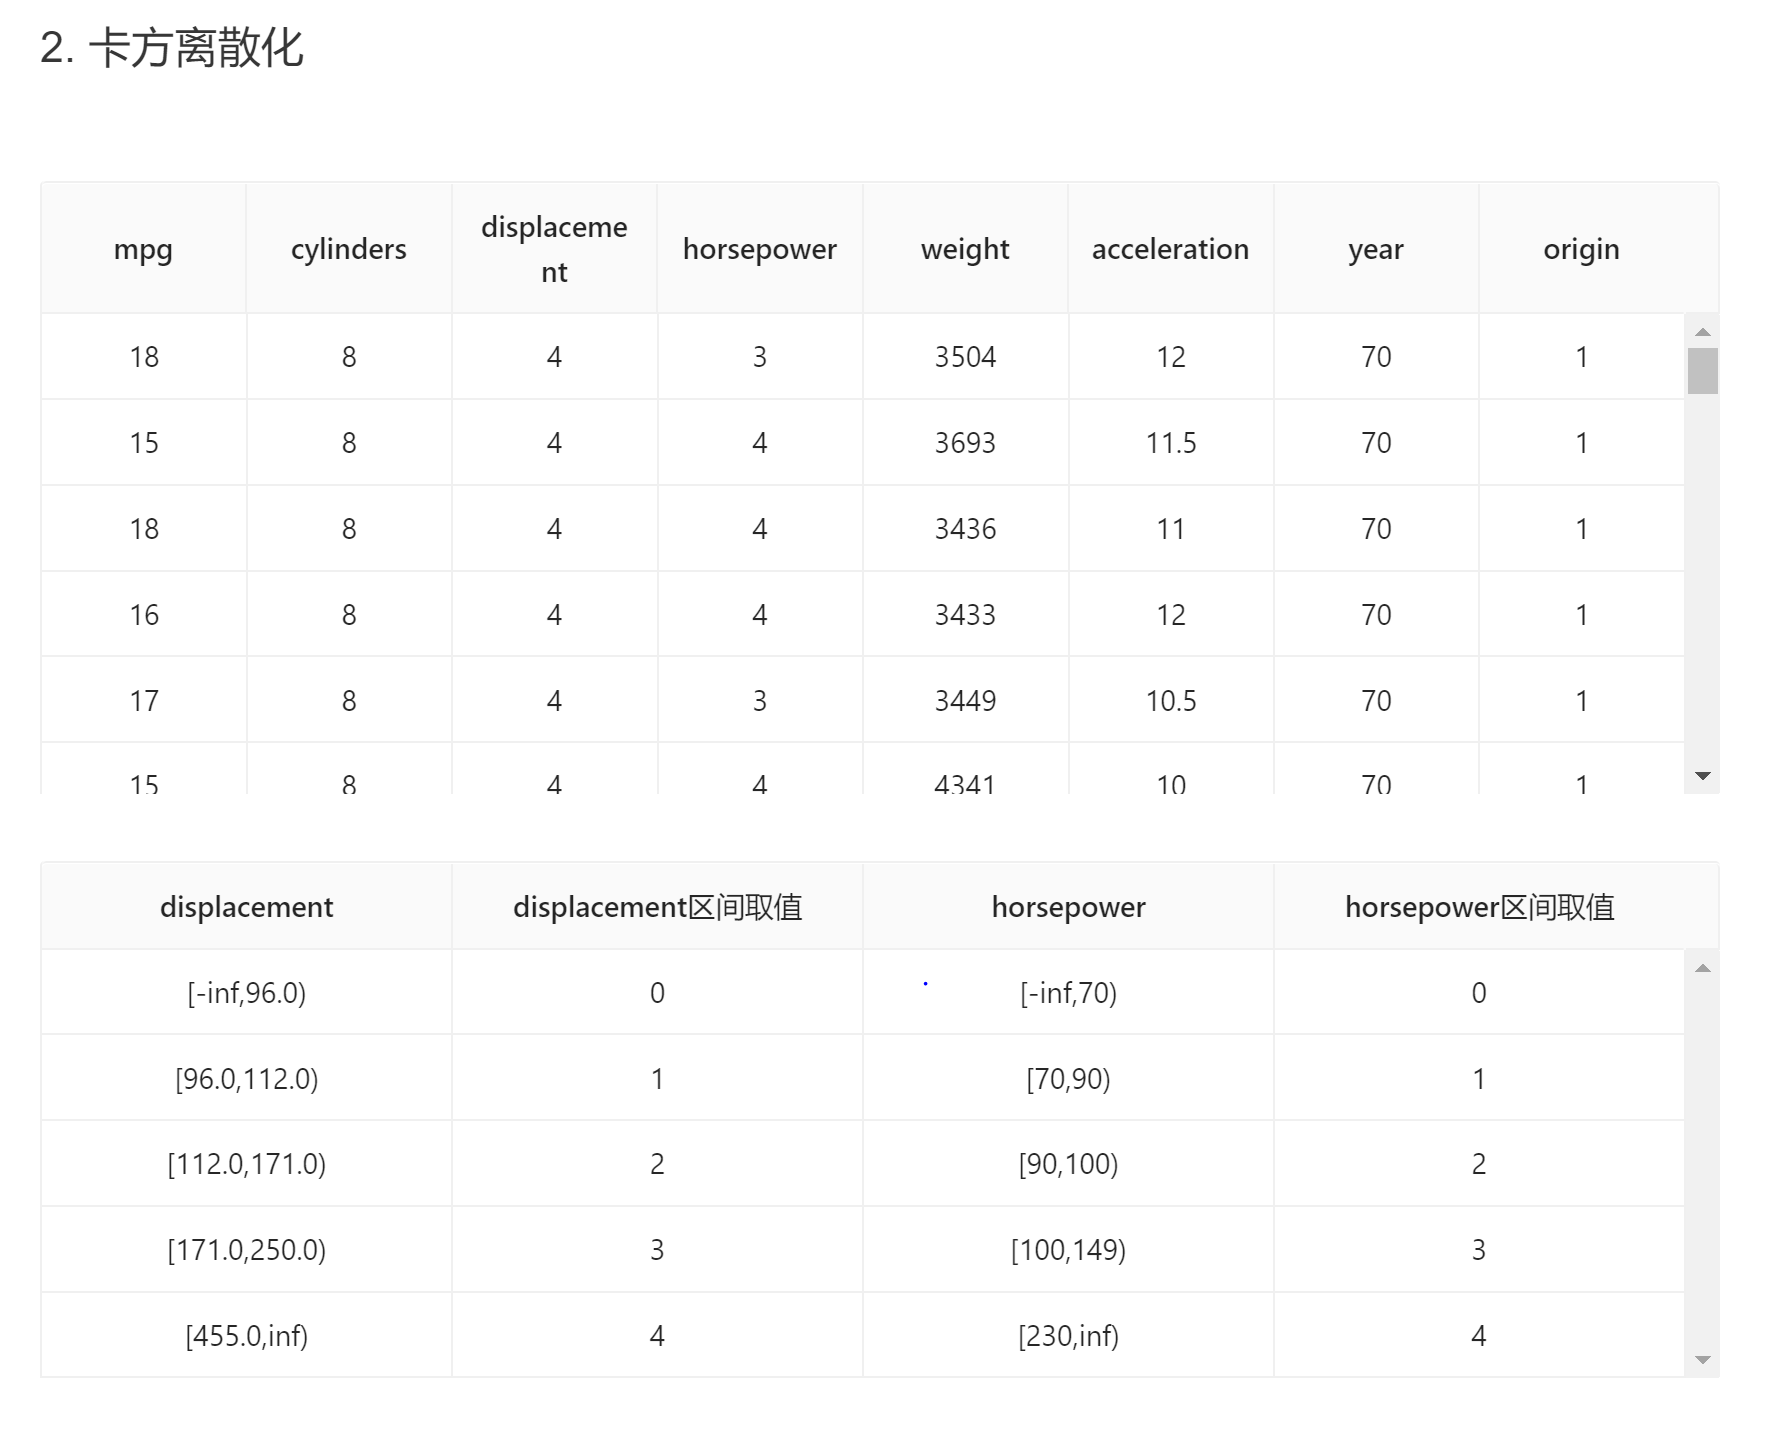 2. 卡方离散化
mpg cylinders displaceme
nt horsepower weight acceleration year origin
18 8 4 3 3504 12 70 1
15 8 4 4 3693 11.5 70 1
18 8 4 4 3436 11 70 1
16 8 4 4 3433 12 70 1
17 8 4 3 3449 10.5 70 1
15 8 4 4 4341 10 70 1
displacement displacement区间取值 horsepower horsepower区间取值
[-inf,96.0) 0 [-inf,70) 0
[96.0,112.0) 1 [70,90) 1
[112.0,171.0) 2 [90,100) 2
[171.0,250.0) 3 [100,149) 3
[455.0,inf) 4 [230,inf) 4